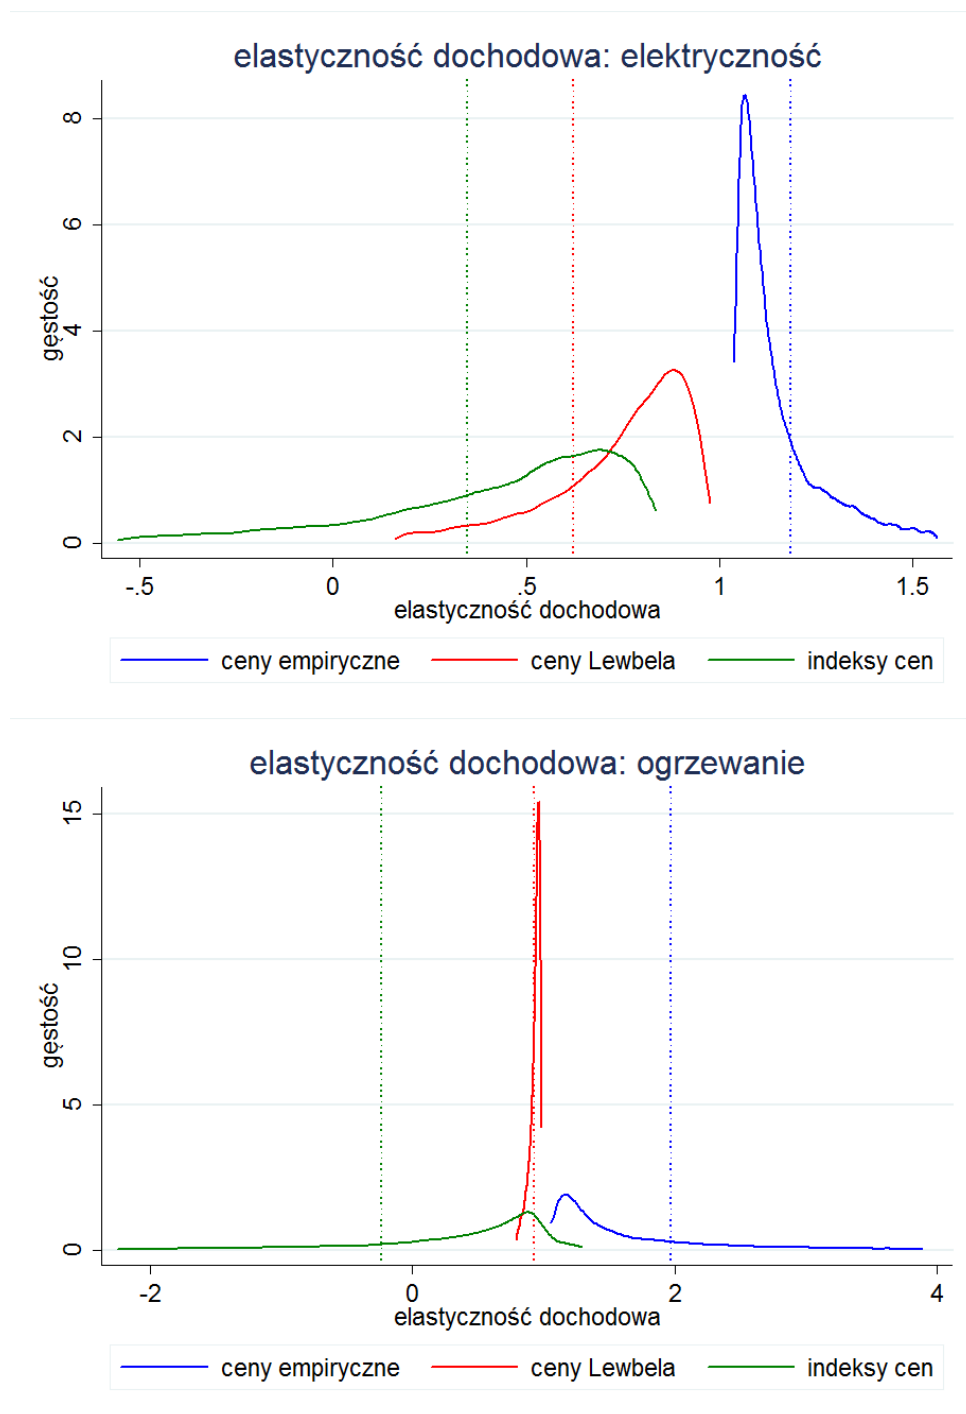 elastyczność dochodowa: elektryczność
gęstość
8
6
4
2
0
-.5 0 .5 1 1.5
elastyczność dochodowa
ceny empiryczne ceny Lewbela indeksy cen
elastyczność dochodowa: ogrzewanie
gęstość
15
10
5
0
-2 0 2 4
elastyczność dochodowa
ceny empiryczne ceny Lewbela indeksy cen